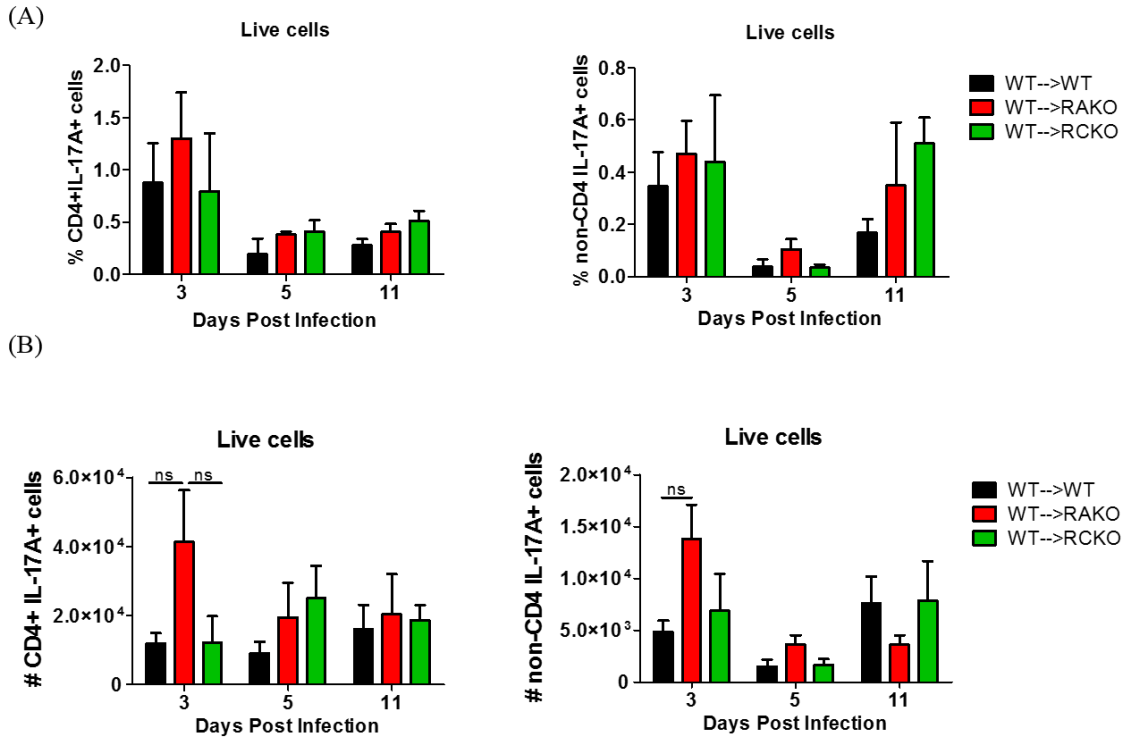 (A)
Live cells
% CD4+IL-17A+ cells
2.0
1.5
1.0
0.5
0.0
3 5 11
Days Post Infection
Live cells
% non-CD4 IL-17A+ cells
0.8
0.6
0.4
0.2
0.0
3 5 11
Days Post Infection
WT-->WT
WT-->RAKO
WT-->RCKO
(B)
Live cells
# CD4+ IL-17A+ cells
6.0×10⁴
4.0×10⁴
2.0×10⁴
0
ns ns
3 5 11
Days Post Infection
Live cells
# non-CD4 IL-17A+ cells
2.0×10⁴
1.5×10⁴
1.0×10⁴
5.0×10³
0
ns
3 5 11
Days Post Infection
WT-->WT
WT-->RAKO
WT-->RCKO